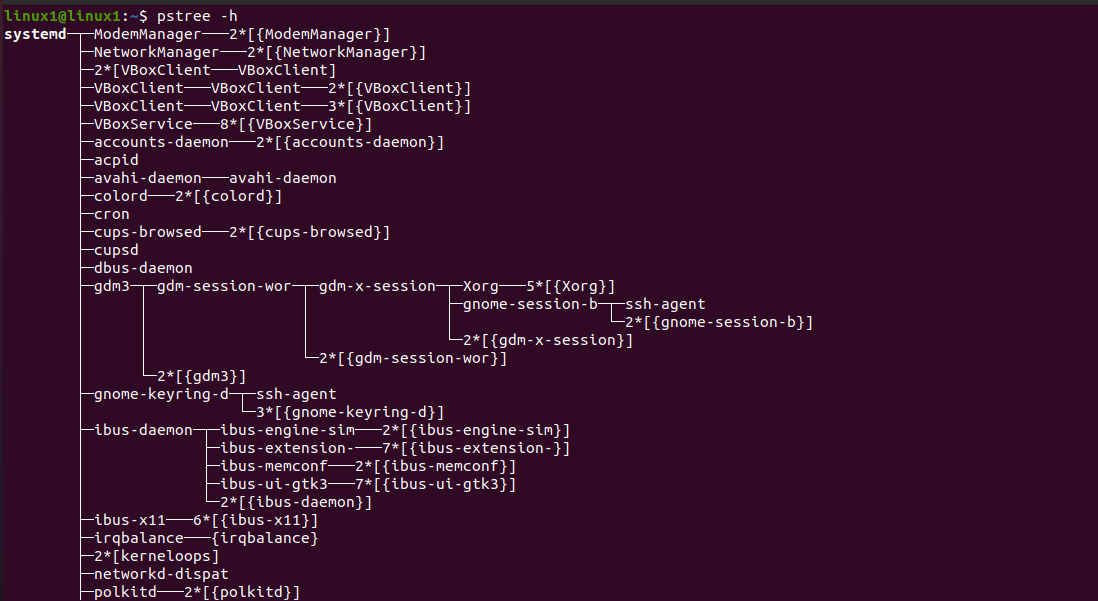 linux1@linux1:~$ pstree -h
systemd─┬─ModemManager───2*[{ModemManager}]
        ├─NetworkManager───2*[{NetworkManager}]
        ├─2*[VBoxClient───VBoxClient]
        ├─VBoxClient───VBoxClient───2*[{VBoxClient}]
        ├─VBoxClient───VBoxClient───3*[{VBoxClient}]
        ├─VBoxService───8*[{VBoxService}]
        ├─accounts-daemon───2*[{accounts-daemon}]
        ├─acpid
        ├─avahi-daemon───avahi-daemon
        ├─colord───2*[{colord}]
        ├─cron
        ├─cups-browsed───2*[{cups-browsed}]
        ├─cupsd
        ├─dbus-daemon
        ├─gdm3─┬─gdm-session-wor─┬─gdm-x-session─┬─Xorg───5*[{Xorg}]
        │      │                 │               ├─gnome-session-b─┬─ssh-agent
        │      │                 │               │                 └─2*[{gnome-session-b}]
        │      │                 │               └─2*[{gdm-x-session}]
        │      │                 └─2*[{gdm-session-wor}]
        │      └─2*[{gdm3}]
        ├─gnome-keyring-d─┬─ssh-agent
        │                 └─3*[{gnome-keyring-d}]
        ├─ibus-daemon─┬─ibus-engine-sim───2*[{ibus-engine-sim}]
        │             ├─ibus-extension-───7*[{ibus-extension-}]
        │             ├─ibus-memconf───2*[{ibus-memconf}]
        │             ├─ibus-ui-gtk3───7*[{ibus-ui-gtk3}]
        │             └─2*[{ibus-daemon}]
        ├─ibus-x11───6*[{ibus-x11}]
        ├─irqbalance───{irqbalance}
        ├─2*[kerneloops]
        ├─networkd-dispat
        ├─polkitd───2*[{polkitd}]